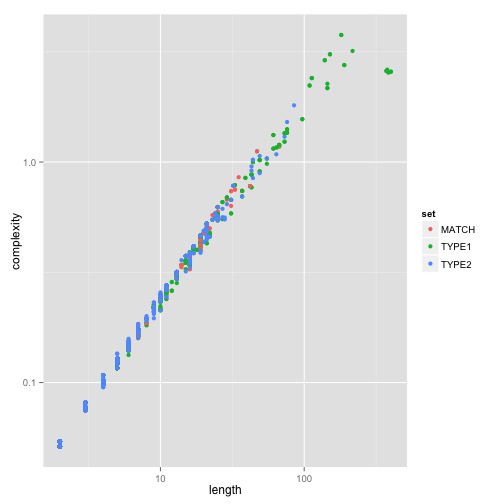 complexity
1.0
0.1
10
100
length
set
MATCH
TYPE1
TYPE2